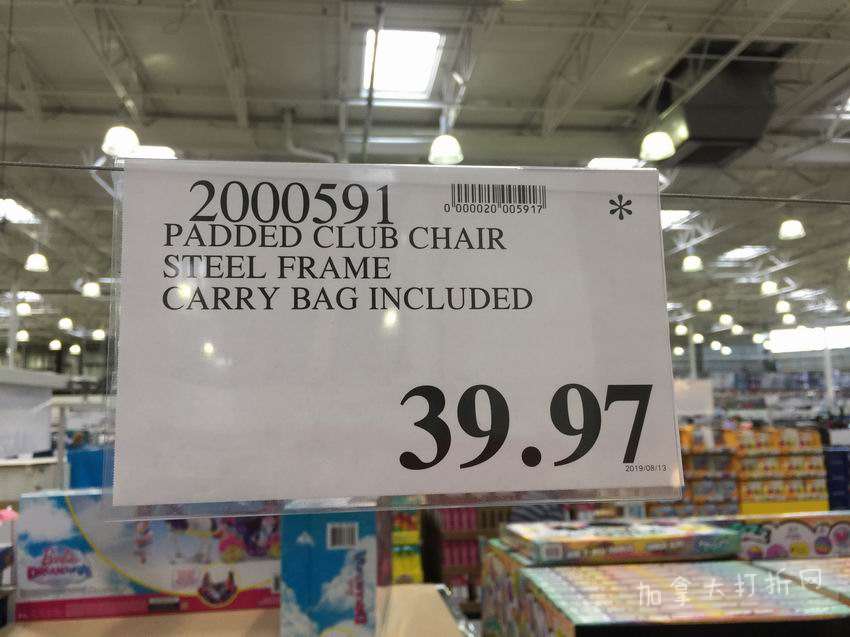 2000591
0 000020 005917
*
PADDED CLUB CHAIR
STEEL FRAME
CARRY BAG INCLUDED
39.97
2019/08/13
Barbie
加拿大打折网